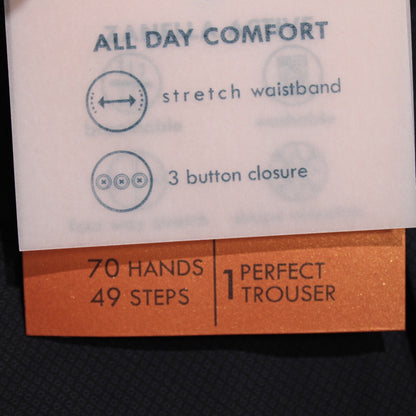 ALL DAY COMFORT
stretch waistband
3 button closure
70 HANDS
49 STEPS
1 PERFECT
TROUSER